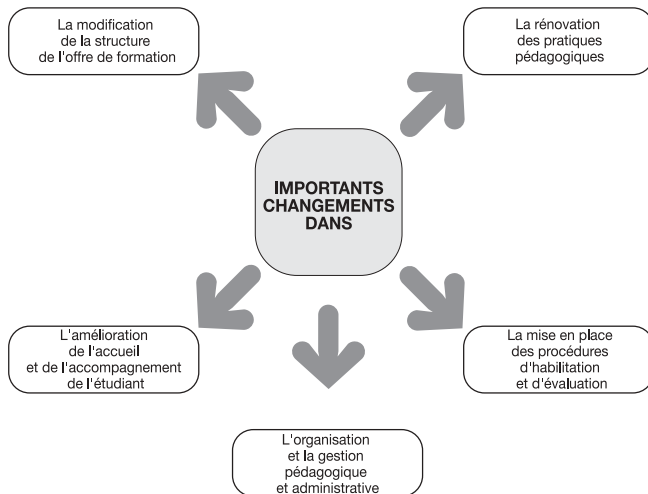 La modification
de la structure
de l'offre de formation
La rénovation
des pratiques
pédagogiques
IMPORTANTS
CHANGEMENTS
DANS
L'amélioration
de l'accueil
et de l'accompagnement
de l'étudiant
La mise en place
des procédures
d'habilitation
et d'évaluation
L'organisation
et la gestion
pédagogique
et administrative